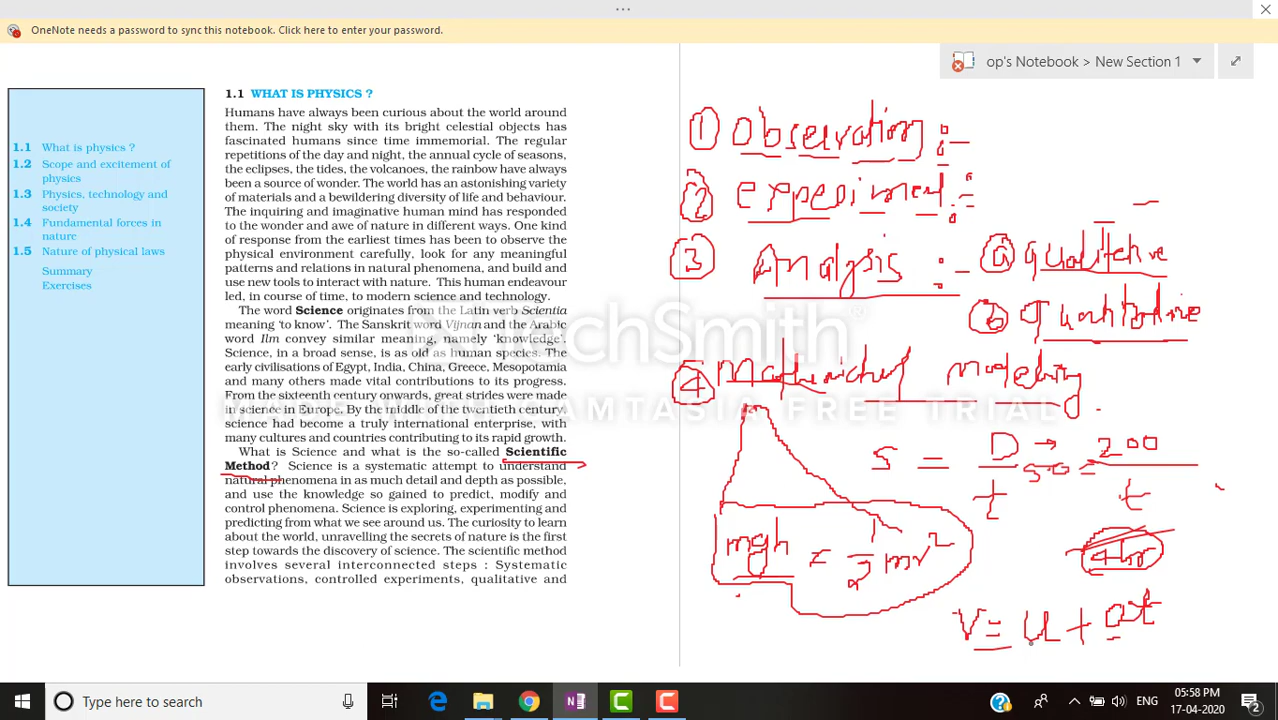 OneNote needs a password to sync this notebook. Click here to enter your password.
op's Notebook > New Section 1
1.1 What is physics ?
1.2 Scope and excitement of
physics
1.3 Physics, technology and
society
1.4 Fundamental forces in
nature
1.5 Nature of physical laws
Summary
Exercises
1.1 WHAT IS PHYSICS ?
Humans have always been curious about the world around
them. The night sky with its bright celestial objects has
fascinated humans since time immemorial. The regular
repetitions of the day and night, the annual cycle of seasons,
the eclipses, the tides, the volcanoes, the rainbow have always
been a source of wonder. The world has an astonishing variety
of materials and a bewildering diversity of life and behaviour.
The inquiring and imaginative human mind has responded
to the wonder and awe of nature in different ways. One kind
of response from the earliest times has been to observe the
physical environment carefully, look for any meaningful
patterns and relations in natural phenomena, and build and
use new tools to interact with nature. This human endeavour
led, in course of time, to modern science and technology.
The word Science originates from the Latin verb Scientia
meaning ‘to know’. The Sanskrit word Vijnan and the Arabic
word Ilm convey similar meaning, namely ‘knowledge’.
Science, in a broad sense, is as old as human species. The
early civilisations of Egypt, India, China, Greece, Mesopotamia
and many others made vital contributions to its progress.
From the sixteenth century onwards, great strides were made
in science in Europe. By the middle of the twentieth century,
science had become a truly international enterprise, with
many cultures and countries contributing to its rapid growth.
What is Science and what is the so-called Scientific
Method? Science is a systematic attempt to understand
natural phenomena in as much detail and depth as possible,
and use the knowledge so gained to predict, modify and
control phenomena. Science is exploring, experimenting and
predicting from what we see around us. The curiosity to learn
about the world, unravelling the secrets of nature is the first
step towards the discovery of science. The scientific method
involves several interconnected steps : Systematic
observations, controlled experiments, qualitative and
① Observation :-
② experiment :-
③ Analysis :- ⓐ qualitative
ⓑ quantitative
④ Mathematical modeling.
S = D/t → 50 = 200/t
4hr
mgh = 1/2 mv²
V = u + at
TechSmith
MADE WITH CAMTASIA FREE TRIAL
Type here to search
ENG
05:58 PM
17-04-2020
2